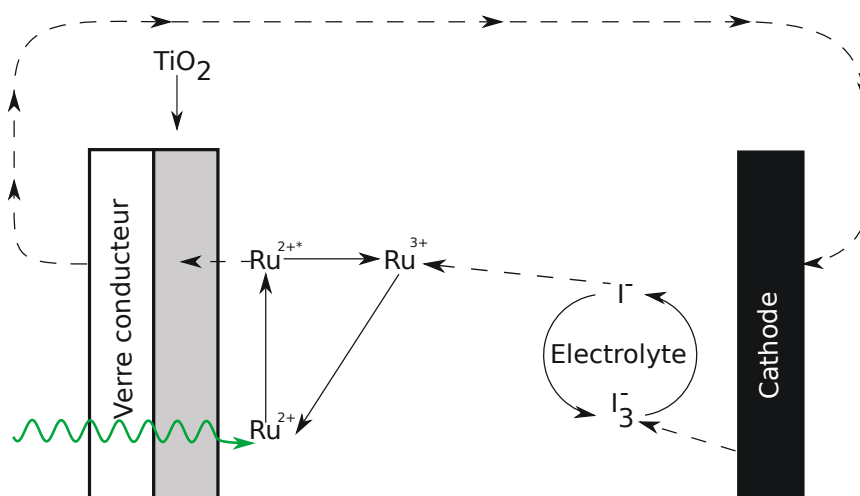 TiO2
Verre conducteur
Ru2+*
Ru3+
I-
Electrolyte
I3-
Ru2+
Cathode